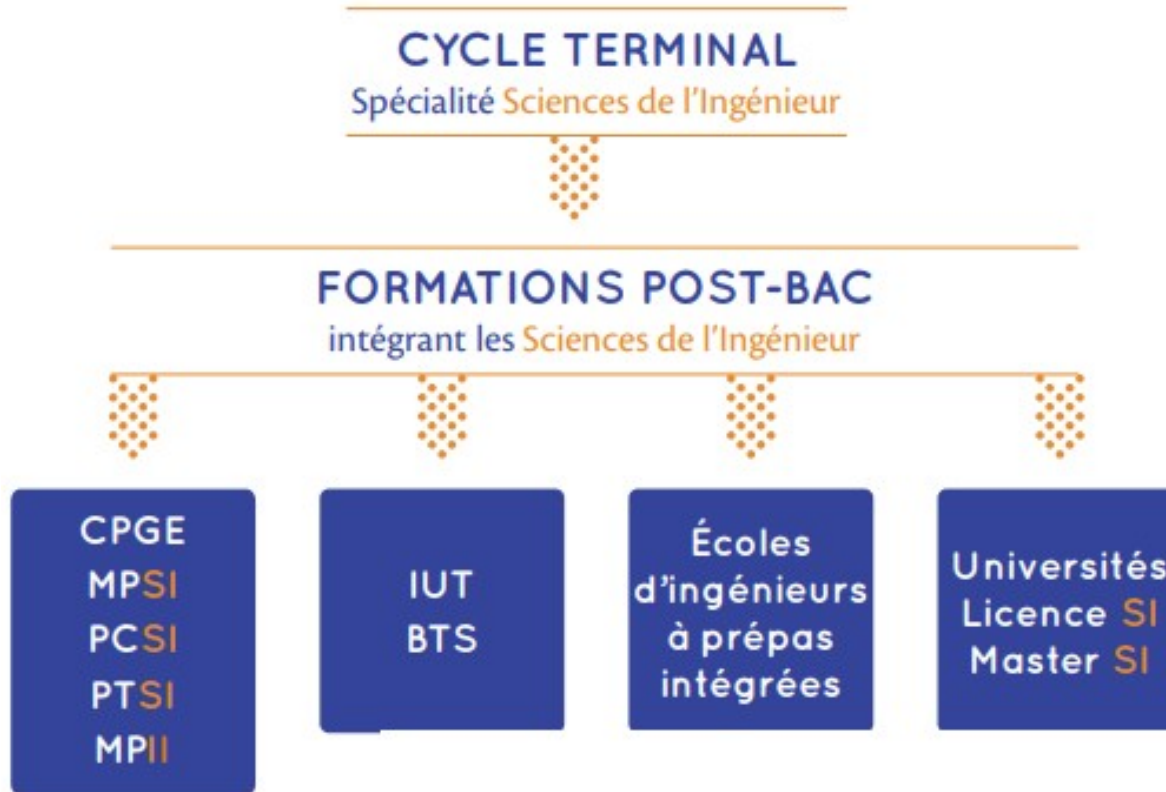 CYCLE TERMINAL
Spécialité Sciences de l'Ingénieur
FORMATIONS POST-BAC
intégrant les Sciences de l'Ingénieur
CPGE
MPSI
PCSI
PTSI
MPII
IUT
BTS
Écoles
d'ingénieurs
à prépas
intégrées
Universités
Licence SI
Master SI